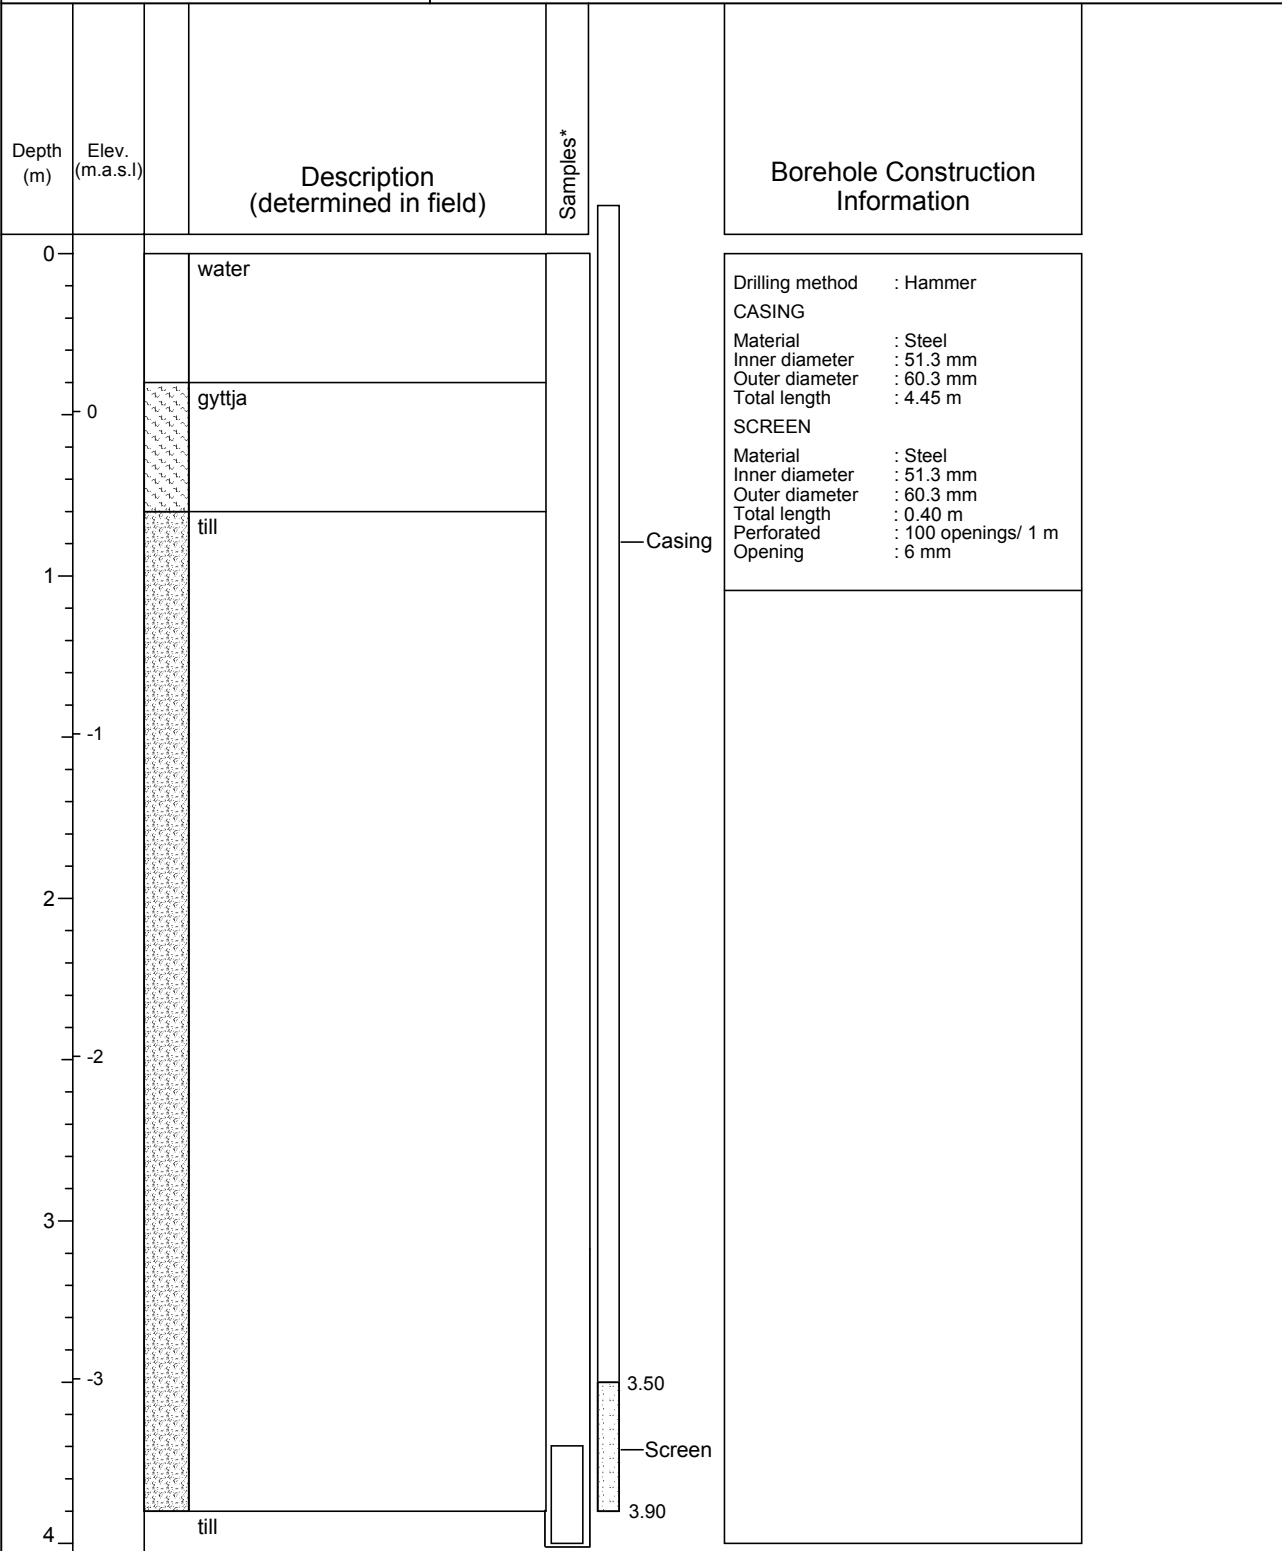 Depth
(m)
Elev.
(m.a.s.l)
Description
(determined in field)
Samples*
Borehole Construction
Information
0
1
2
3
4
0
-1
-2
-3
water
gyttja
till
till
Casing
3.50
Screen
3.90
Drilling method : Hammer
CASING
Material : Steel
Inner diameter : 51.3 mm
Outer diameter : 60.3 mm
Total length : 4.45 m
SCREEN
Material : Steel
Inner diameter : 51.3 mm
Outer diameter : 60.3 mm
Total length : 0.40 m
Perforated : 100 openings/ 1 m
Opening : 6 mm